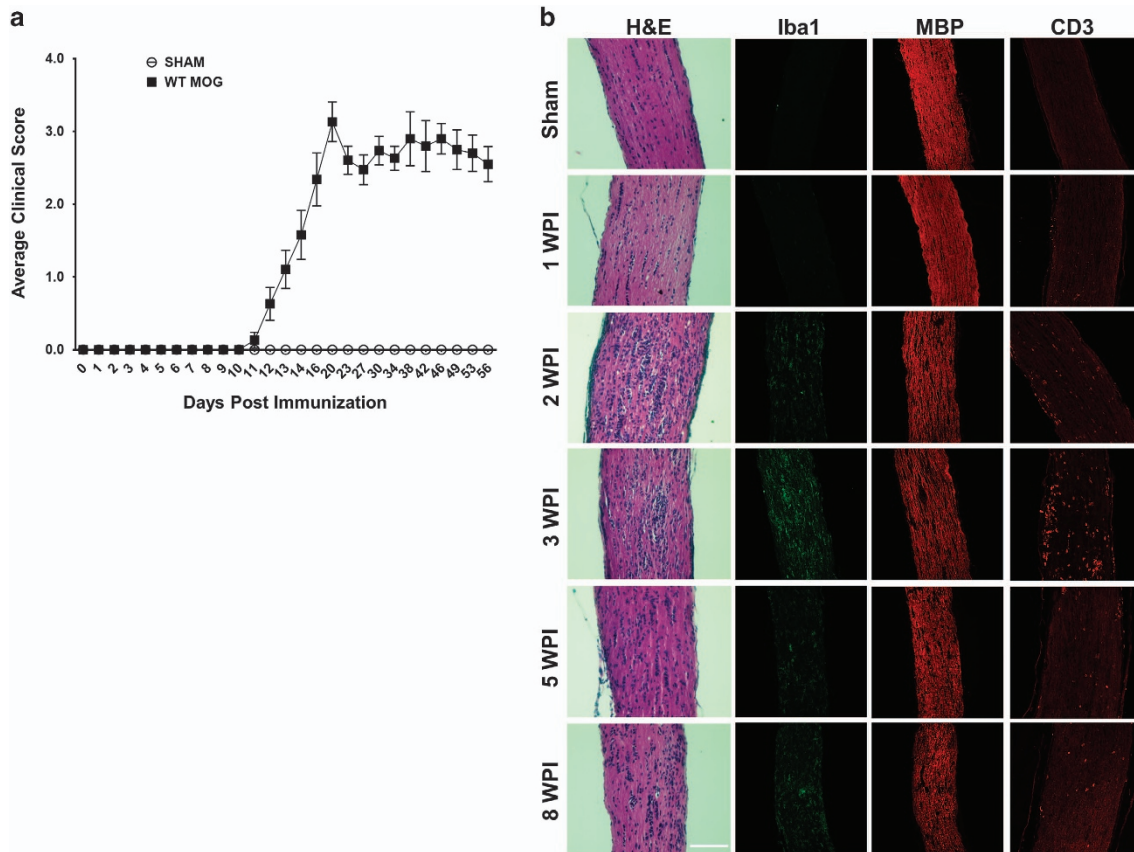 a
SHAM
WT MOG
4.0
3.0
2.0
1.0
0.0
Average Clinical Score
0 1 2 3 4 5 6 7 8 9 10 11 12 13 14 16 20 23 27 30 34 38 42 46 49 53 56
Days Post Immunization
b
H&E Iba1 MBP CD3
Sham
1 WPI
2 WPI
3 WPI
5 WPI
8 WPI